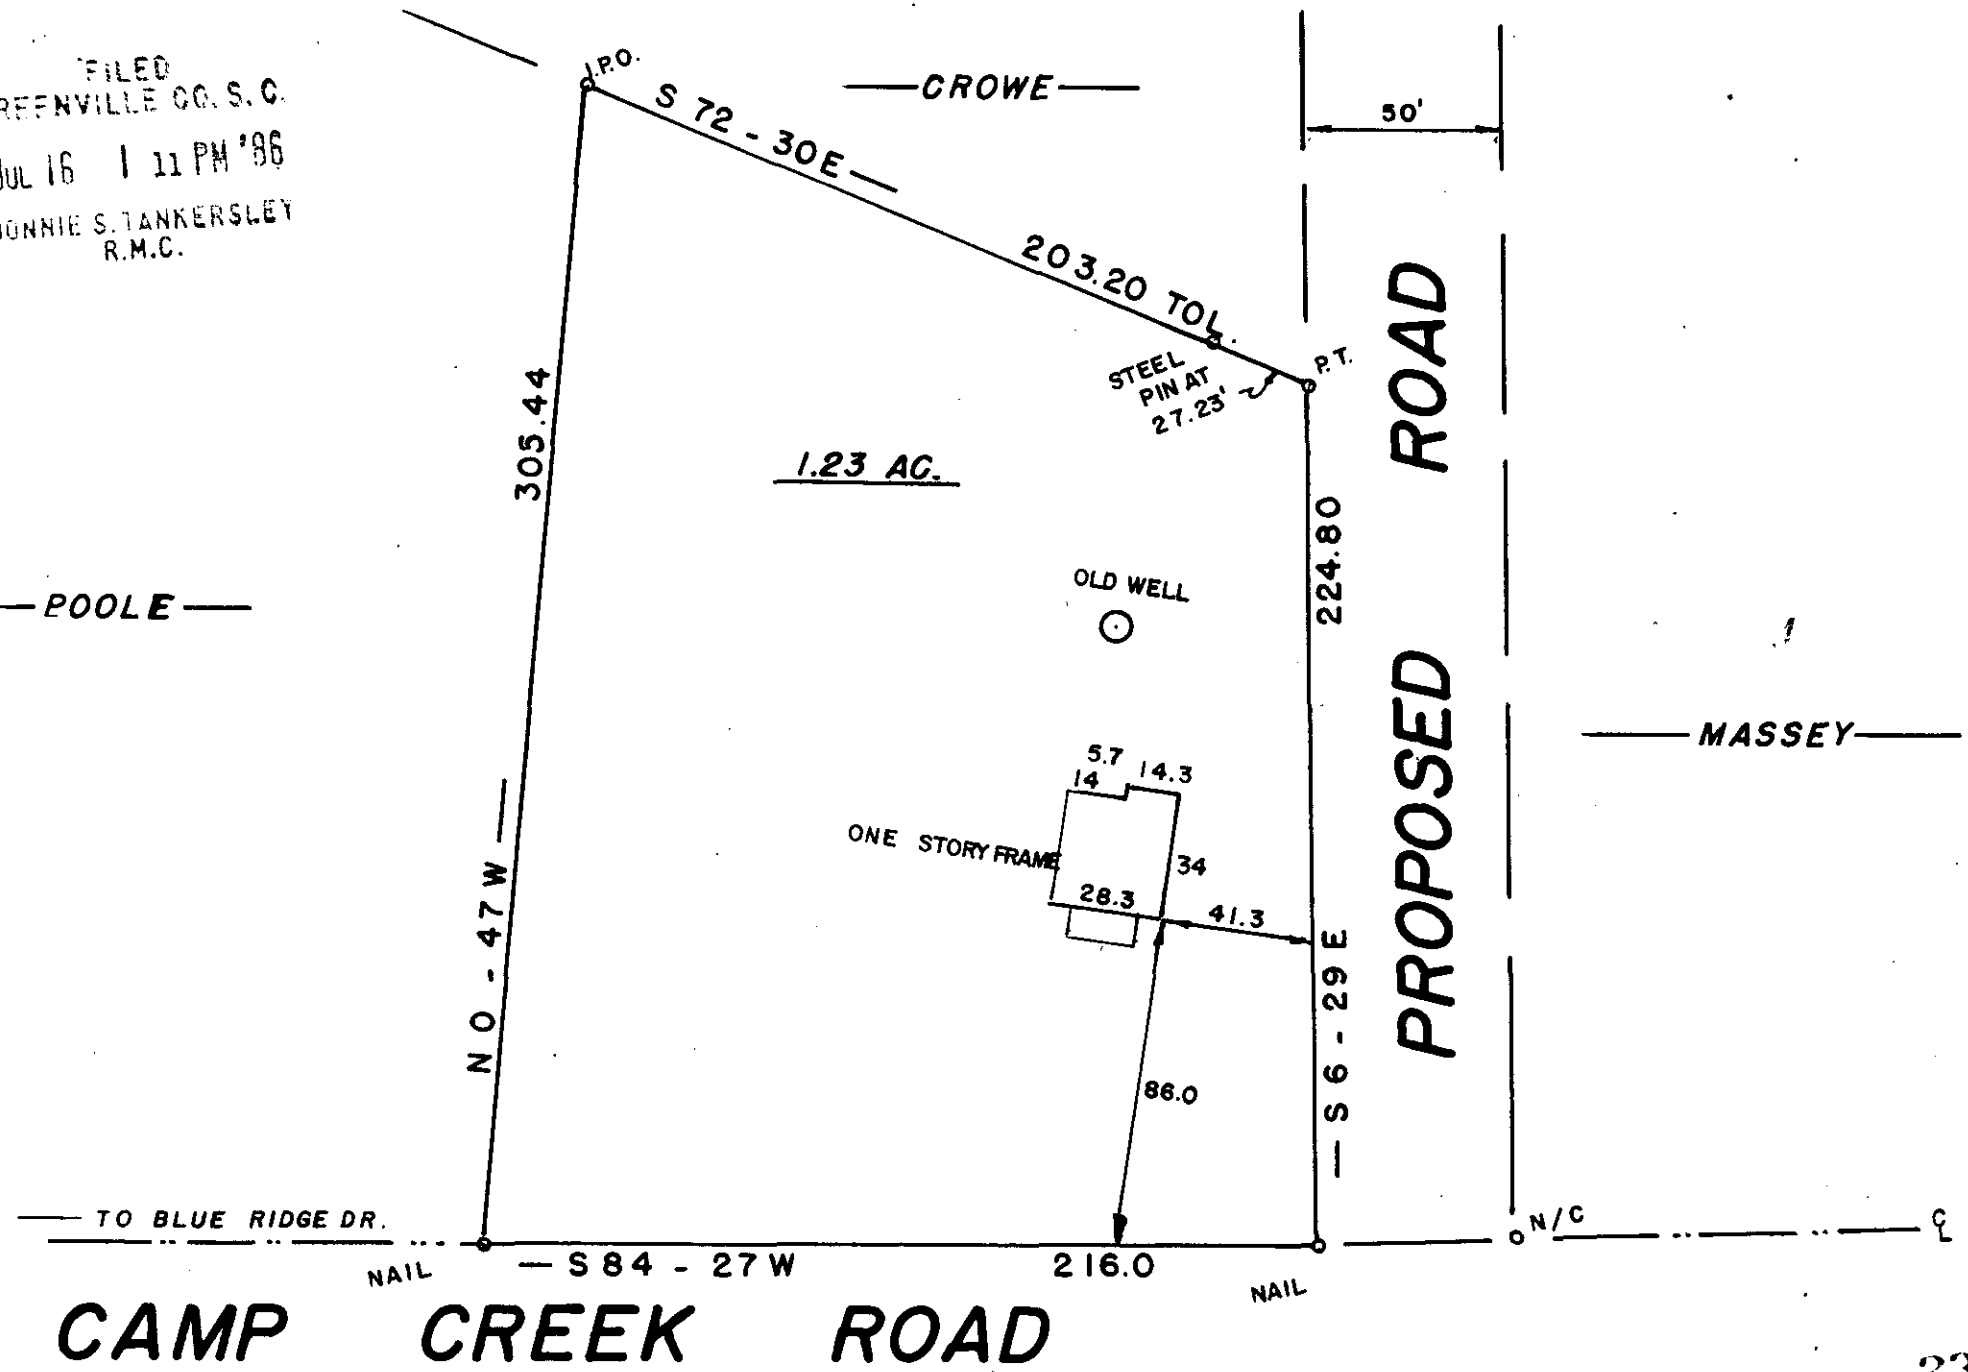 FILED
REENVILLE CO. S. C.
JUL 16 1 11 PM '86
DONNIE S. TANKERSLEY
R.M.C.
I.P.O.
CROWE
50'
S 72 - 30 E
203.20 TOL.
STEEL
PIN AT
27.23'
P.T.
305.44
1.23 AC.
224.80
OLD WELL
POOLE
MASSEY
PROPOSED ROAD
5.7
14
14.3
ONE STORY FRAME
34
28.3
41.3
N 0 - 47 W
S 6 - 29 E
86.0
TO BLUE RIDGE DR.
N/C
NAIL
S 84 - 27 W
216.0
NAIL
CAMP CREEK ROAD